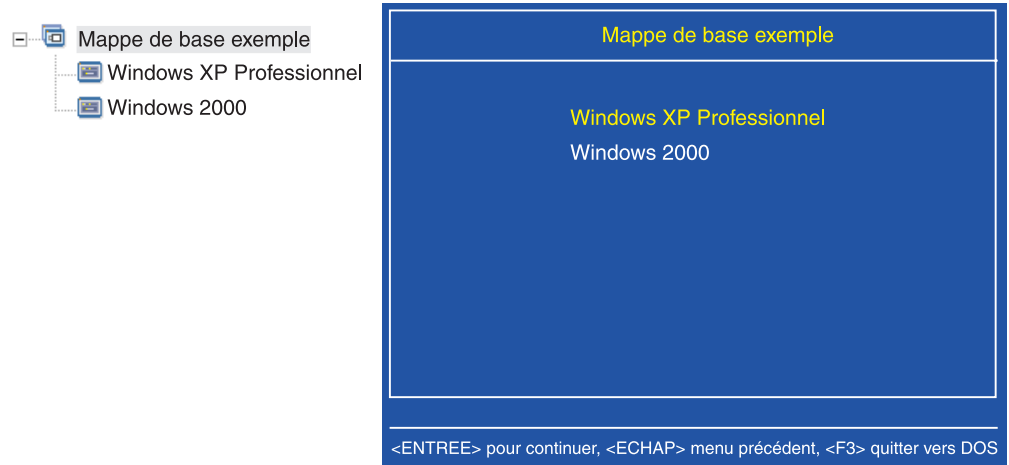 Mappe de base exemple
Windows XP Professionnel
Windows 2000
Mappe de base exemple
Windows XP Professionnel
Windows 2000
<ENTREE> pour continuer, <ECHAP> menu précédent, <F3> quitter vers DOS